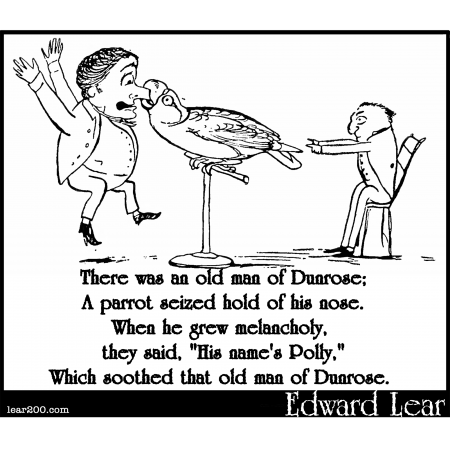 There was an old man of Dunrose;
A parrot seized hold of his nose.
When he grew melancholy,
they said, "His name's Polly,"
Which soothed that old man of Dunrose.
lear200.com
Edward Lear